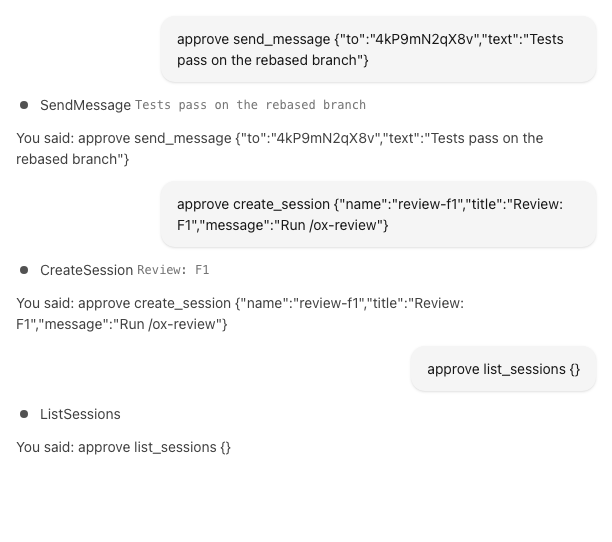 approve send_message {"to":"4kP9mN2qX8v","text":"Tests
pass on the rebased branch"}
SendMessage Tests pass on the rebased branch
You said: approve send_message {"to":"4kP9mN2qX8v","text":"Tests pass on the
rebased branch"}
approve create_session {"name":"review-f1","title":"Review:
F1","message":"Run /ox-review"}
CreateSession Review: F1
You said: approve create_session {"name":"review-f1","title":"Review:
F1","message":"Run /ox-review"}
approve list_sessions {}
ListSessions
You said: approve list_sessions {}